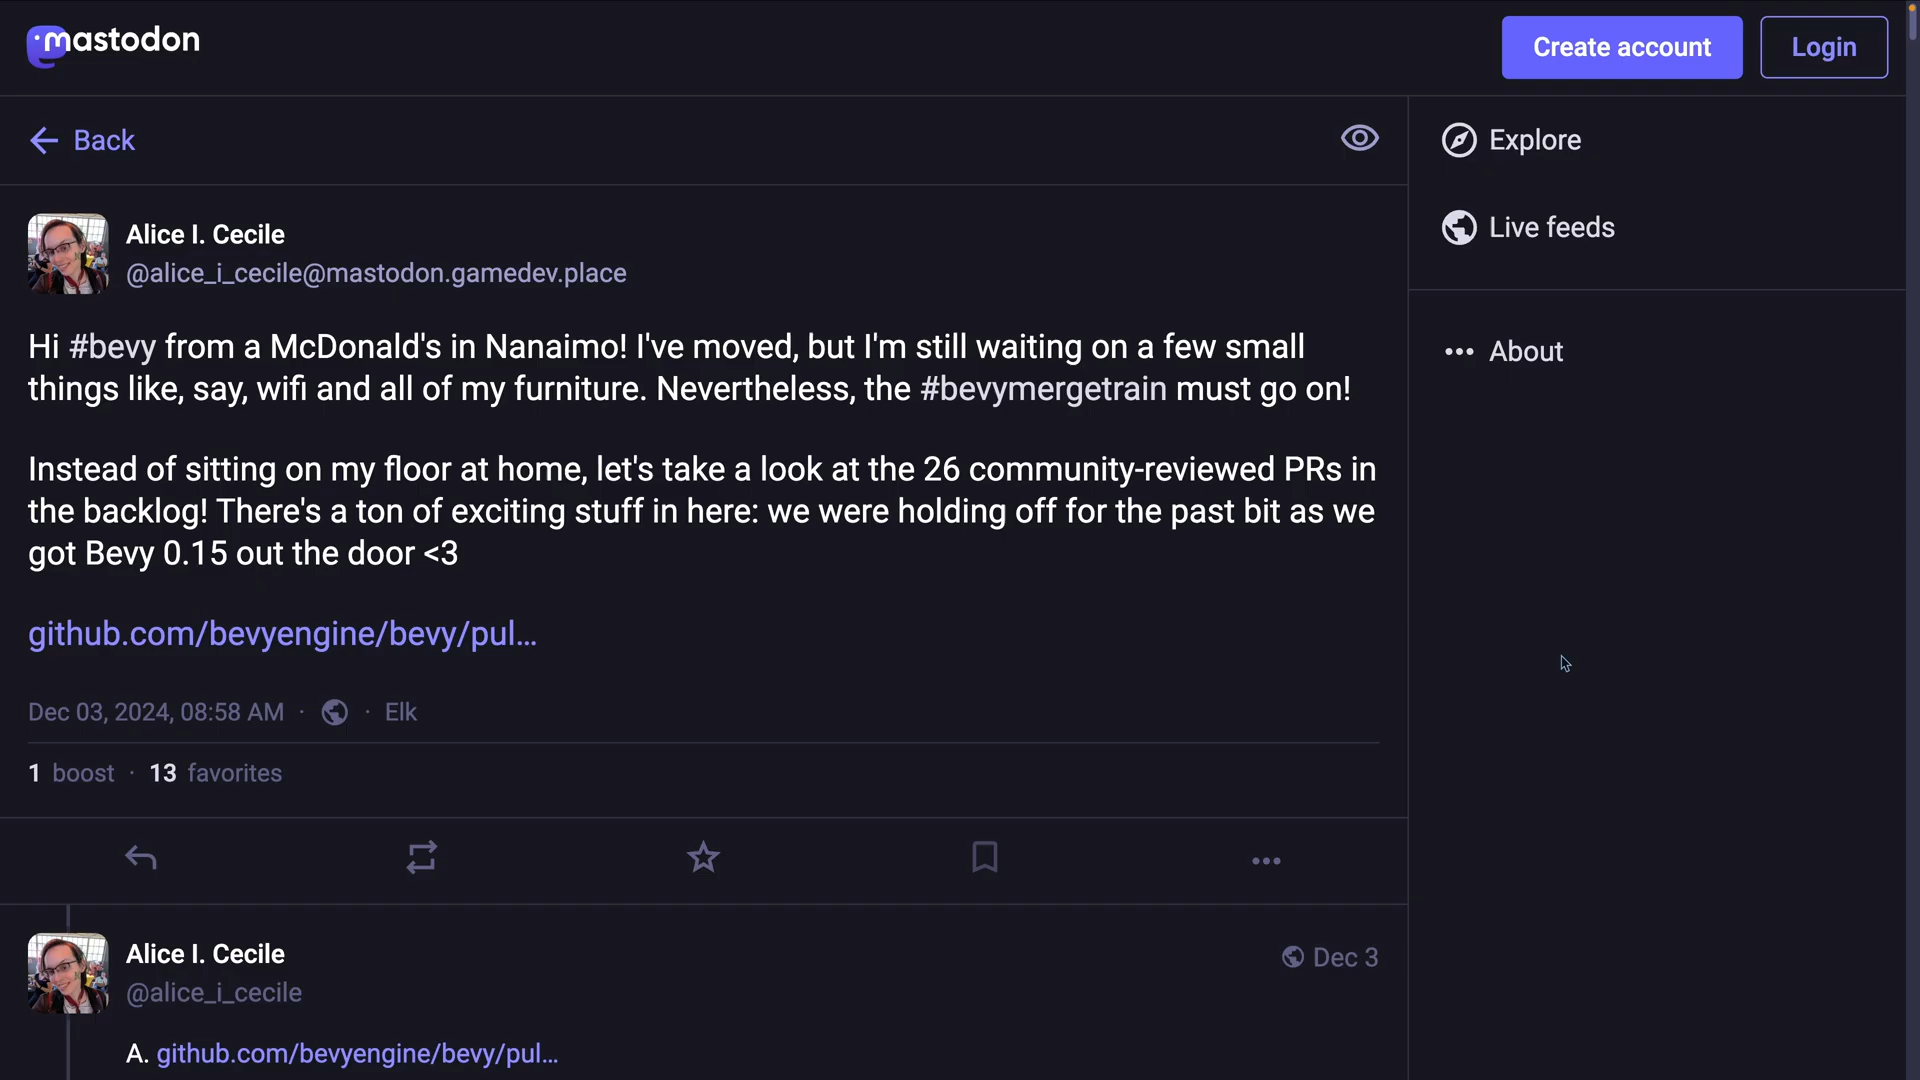 mastodon
Create account
Login
Back
Explore
Live feeds
About
Alice I. Cecile
@alice_i_cecile@mastodon.gamedev.place
Hi #bevy from a McDonald's in Nanaimo! I've moved, but I'm still waiting on a few small
things like, say, wifi and all of my furniture. Nevertheless, the #bevymergetrain must go on!
Instead of sitting on my floor at home, let's take a look at the 26 community-reviewed PRs in
the backlog! There's a ton of exciting stuff in here: we were holding off for the past bit as we
got Bevy 0.15 out the door <3
github.com/bevyengine/bevy/pul…
Dec 03, 2024, 08:58 AM · · Elk
1 boost · 13 favorites
Alice I. Cecile
Dec 3
@alice_i_cecile
A. github.com/bevyengine/bevy/pul…